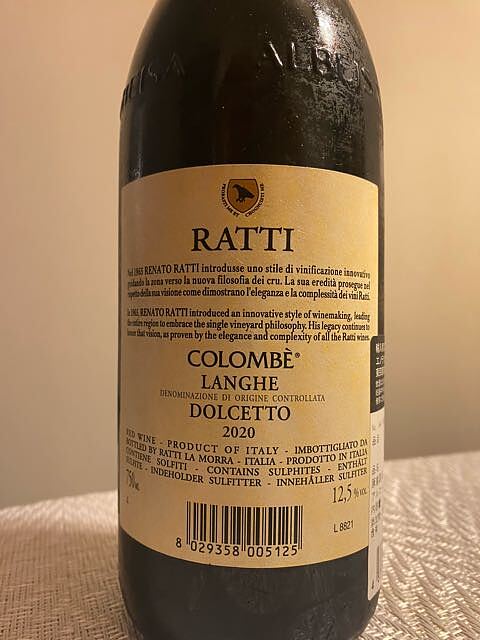 ALBUS
RATTI
Nel 1965 RENATO RATTI introdusse uno stile di vinificazione innovativo
guidando la zona verso la nuova filosofia dei cru. La sua eredità prosegue nel
rispetto della sua visione come dimostrano l'eleganza e la complessità dei vini Ratti.
In 1965, RENATO RATTI introduced an innovative style of winemaking, leading
the entire region to embrace the single vineyard philosophy. His legacy continues to
honor that vision, as proven by the elegance and complexity of all the Ratti wines.
COLOMBÈ®
LANGHE
DENOMINAZIONE DI ORIGINE CONTROLLATA
DOLCETTO
2020
RED WINE - PRODUCT OF ITALY - IMBOTTIGLIATO DA
BOTTLED BY RATTI LA MORRA - ITALIA - PRODOTTO IN ITALIA
CONTIENE SOLFITI - CONTAINS SULPHITES - ENTHÄLT
SULFITE - INDEHOLDER SULFITTER - INNEHÅLLER SULFITER
750 ml
12,5 % VOL.
L 8821
8 029358 005125